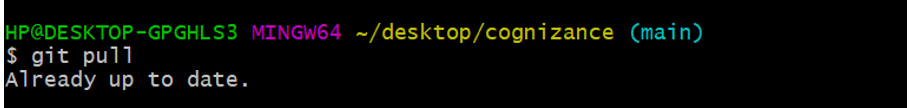 HP@DESKTOP-GPGHLS3 MINGW64 ~/desktop/cognizance (main)
$ git pull
Already up to date.